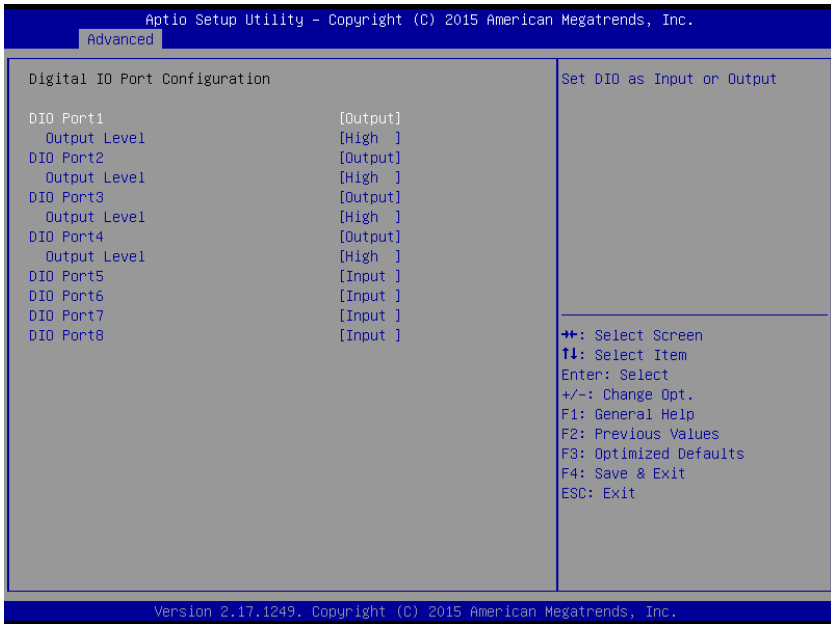 Aptio Setup Utility – Copyright (C) 2015 American Megatrends, Inc.
Advanced
Digital IO Port Configuration
DIO Port1 [Output]
Output Level [High ]
DIO Port2 [Output]
Output Level [High ]
DIO Port3 [Output]
Output Level [High ]
DIO Port4 [Output]
Output Level [High ]
DIO Port5 [Input ]
DIO Port6 [Input ]
DIO Port7 [Input ]
DIO Port8 [Input ]
Set DIO as Input or Output
→←: Select Screen
↑↓: Select Item
Enter: Select
+/-: Change Opt.
F1: General Help
F2: Previous Values
F3: Optimized Defaults
F4: Save & Exit
ESC: Exit
Version 2.17.1249. Copyright (C) 2015 American Megatrends, Inc.